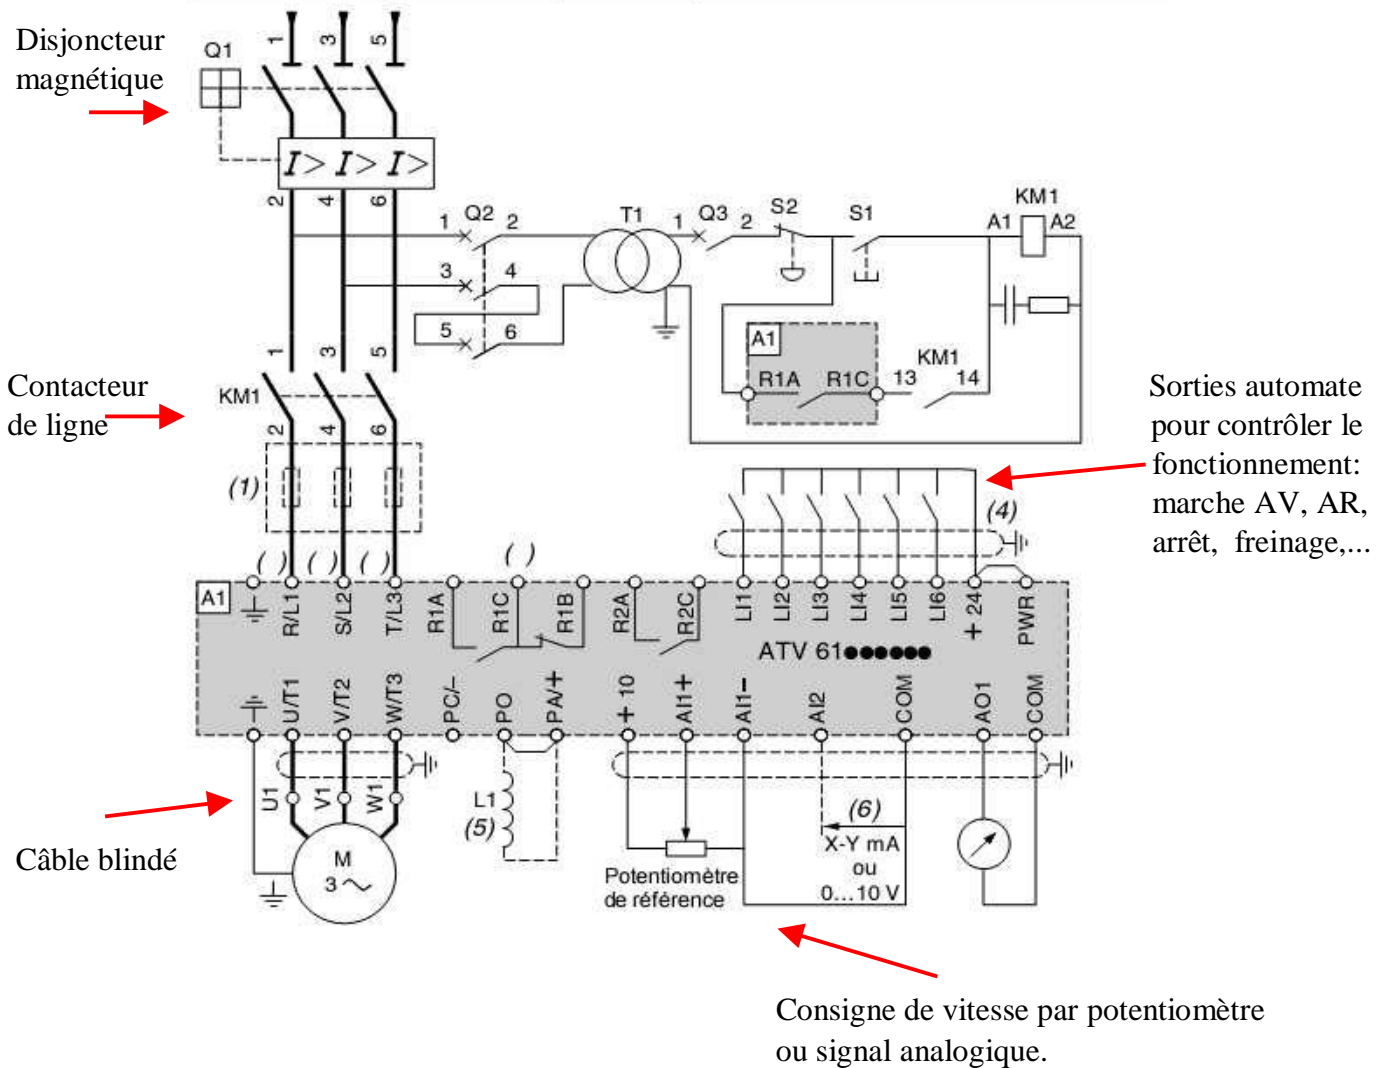 Disjoncteur
magnétique
Q1
1 3 5
I> I> I>
2 4 6
1 Q2 2
3 4
5 6
T1
1 Q3 2
S2
S1
KM1
A1 A2
A1
R1A R1C
KM1
13 14
Contacteur
de ligne
KM1
1 3 5
2 4 6
(1)
( ) ( ) ( )
( )
(4)
Sorties automate
pour contrôler le
fonctionnement:
marche AV, AR,
arrêt, freinage,...
A1
R/L1 S/L2 T/L3 R1A R1C R1B R2A R2C LI1 LI2 LI3 LI4 LI5 LI6 +24 PWR
ATV 61●●●●●●
U/T1 V/T2 W/T3 PC/- PO PA/+ +10 AI1+ AI1- AI2 COM AO1 COM
U1 V1 W1
M
3~
Câble blindé
L1
(5)
Potentiomètre
de référence
(6)
X-Y mA
ou
0...10 V
Consigne de vitesse par potentiomètre
ou signal analogique.